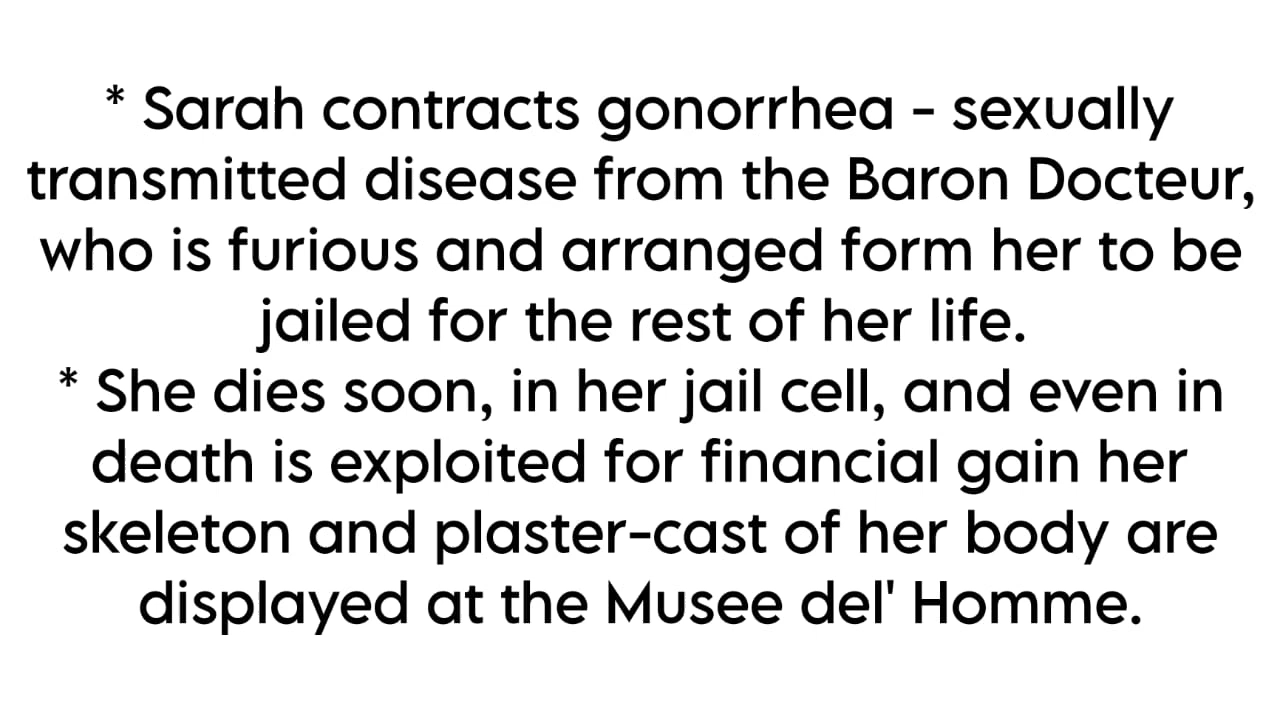 * Sarah contracts gonorrhea - sexually
transmitted disease from the Baron Docteur,
who is furious and arranged form her to be
jailed for the rest of her life.
* She dies soon, in her jail cell, and even in
death is exploited for financial gain her
skeleton and plaster-cast of her body are
displayed at the Musee del' Homme.